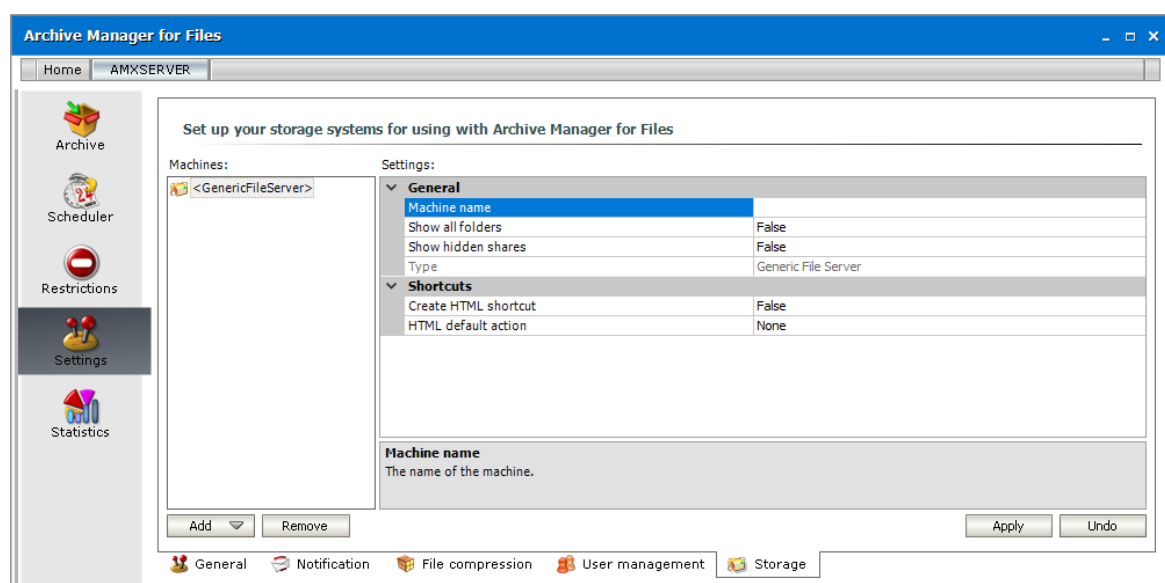 Archive Manager for Files
Home AMXSERVER
Archive
Scheduler
Restrictions
Settings
Statistics
Set up your storage systems for using with Archive Manager for Files
Machines:
<GenericFileServer>
Settings:
General
Machine name
Show all folders False
Show hidden shares False
Type Generic File Server
Shortcuts
Create HTML shortcut False
HTML default action None
Machine name
The name of the machine.
Add Remove Apply Undo
General Notification File compression User management Storage